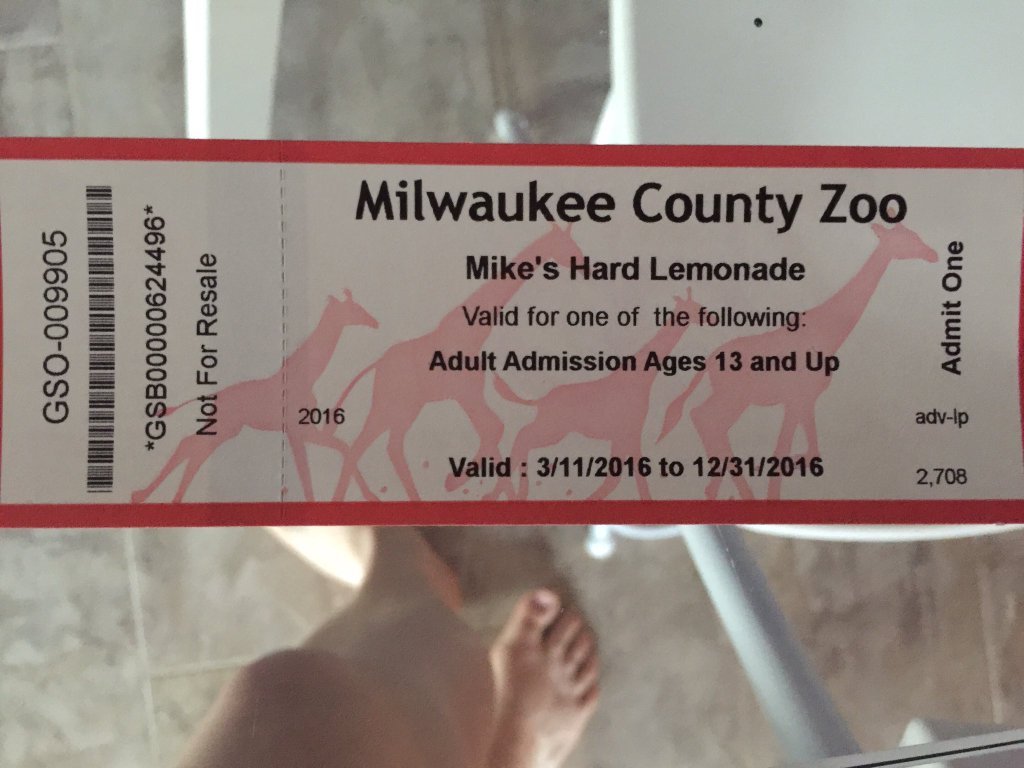 GSO-009905
*GSB0000624496*
Not For Resale
Milwaukee County Zoo
Mike's Hard Lemonade
Valid for one of the following:
Adult Admission Ages 13 and Up
2016
Valid : 3/11/2016 to 12/31/2016
Admit One
adv-lp
2,708